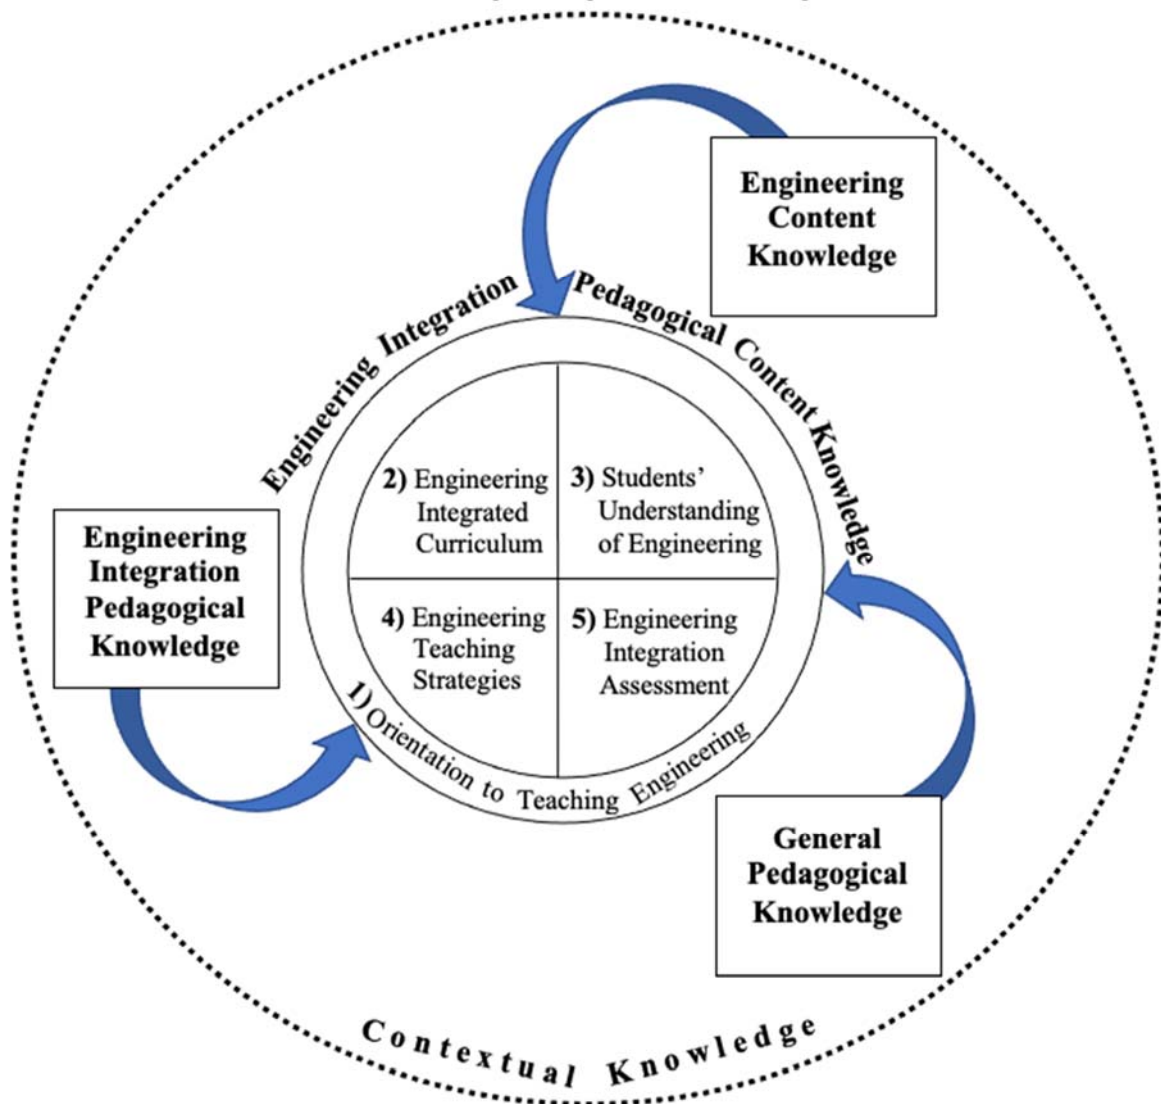 Engineering
Content
Knowledge
Engineering Integration Pedagogical Content Knowledge
2) Engineering
Integrated
Curriculum
3) Students’
Understanding
of Engineering
Engineering
Integration
Pedagogical
Knowledge
4) Engineering
Teaching
Strategies
5) Engineering
Integration
Assessment
1) Orientation to Teaching Engineering
General
Pedagogical
Knowledge
Contextual Knowledge